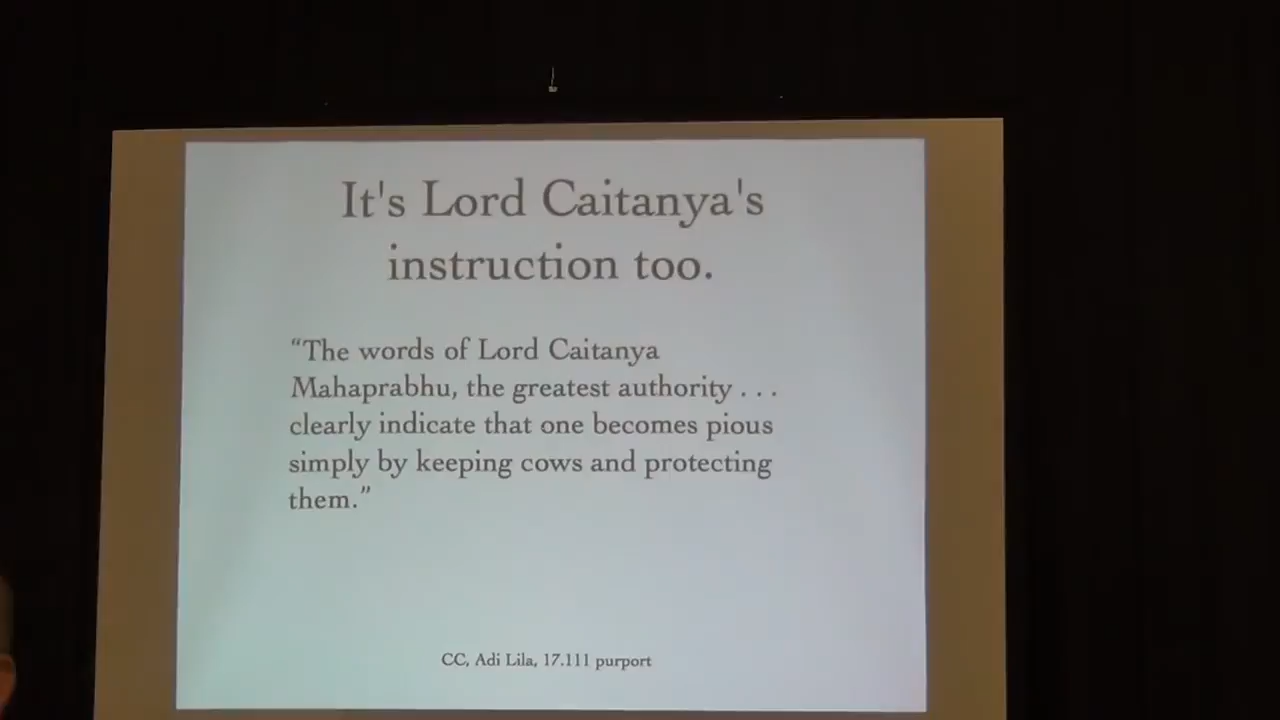 It's Lord Caitanya's
instruction too.
“The words of Lord Caitanya
Mahaprabhu, the greatest authority . . .
clearly indicate that one becomes pious
simply by keeping cows and protecting
them.”
CC, Adi Lila, 17.111 purport